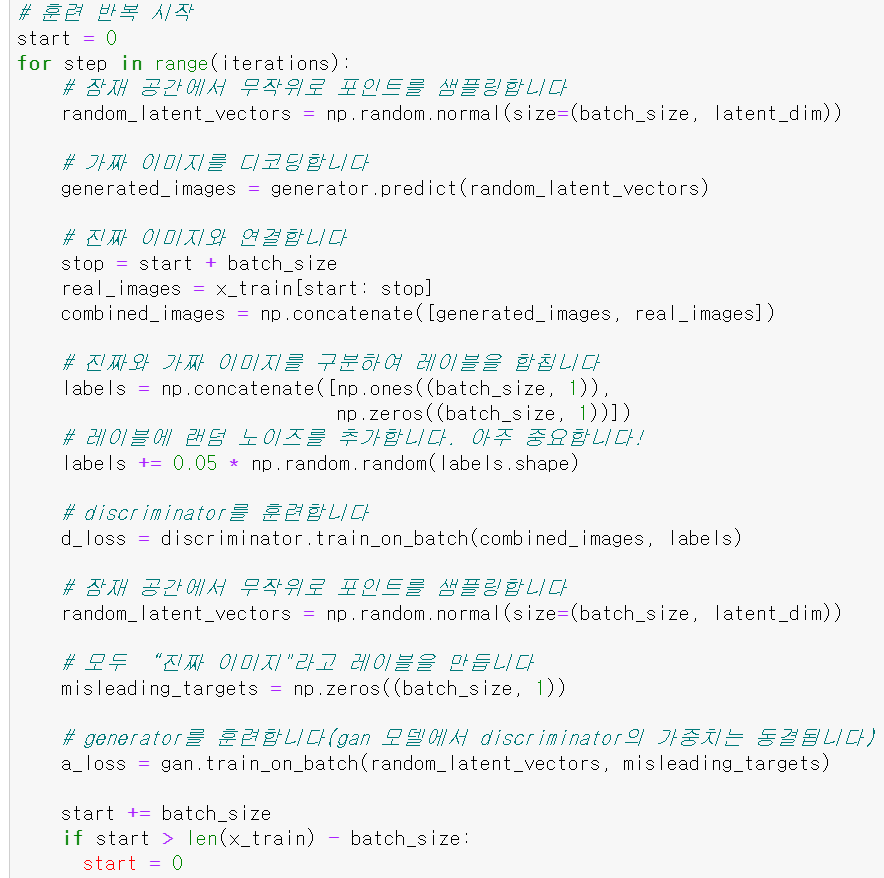 # 훈련 반복 시작
start = 0
for step in range(iterations):
    # 잠재 공간에서 무작위로 포인트를 샘플링합니다
    random_latent_vectors = np.random.normal(size=(batch_size, latent_dim))

    # 가짜 이미지를 디코딩합니다
    generated_images = generator.predict(random_latent_vectors)

    # 진짜 이미지와 연결합니다
    stop = start + batch_size
    real_images = x_train[start: stop]
    combined_images = np.concatenate([generated_images, real_images])

    # 진짜와 가짜 이미지를 구분하여 레이블을 합칩니다
    labels = np.concatenate([np.ones((batch_size, 1)),
                             np.zeros((batch_size, 1))])
    # 레이블에 랜덤 노이즈를 추가합니다. 아주 중요합니다!
    labels += 0.05 * np.random.random(labels.shape)

    # discriminator를 훈련합니다
    d_loss = discriminator.train_on_batch(combined_images, labels)

    # 잠재 공간에서 무작위로 포인트를 샘플링합니다
    random_latent_vectors = np.random.normal(size=(batch_size, latent_dim))

    # 모두 “진짜 이미지"라고 레이블을 만듭니다
    misleading_targets = np.zeros((batch_size, 1))

    # generator를 훈련합니다(gan 모델에서 discriminator의 가중치는 동결됩니다)
    a_loss = gan.train_on_batch(random_latent_vectors, misleading_targets)

    start += batch_size
    if start > len(x_train) - batch_size:
      start = 0